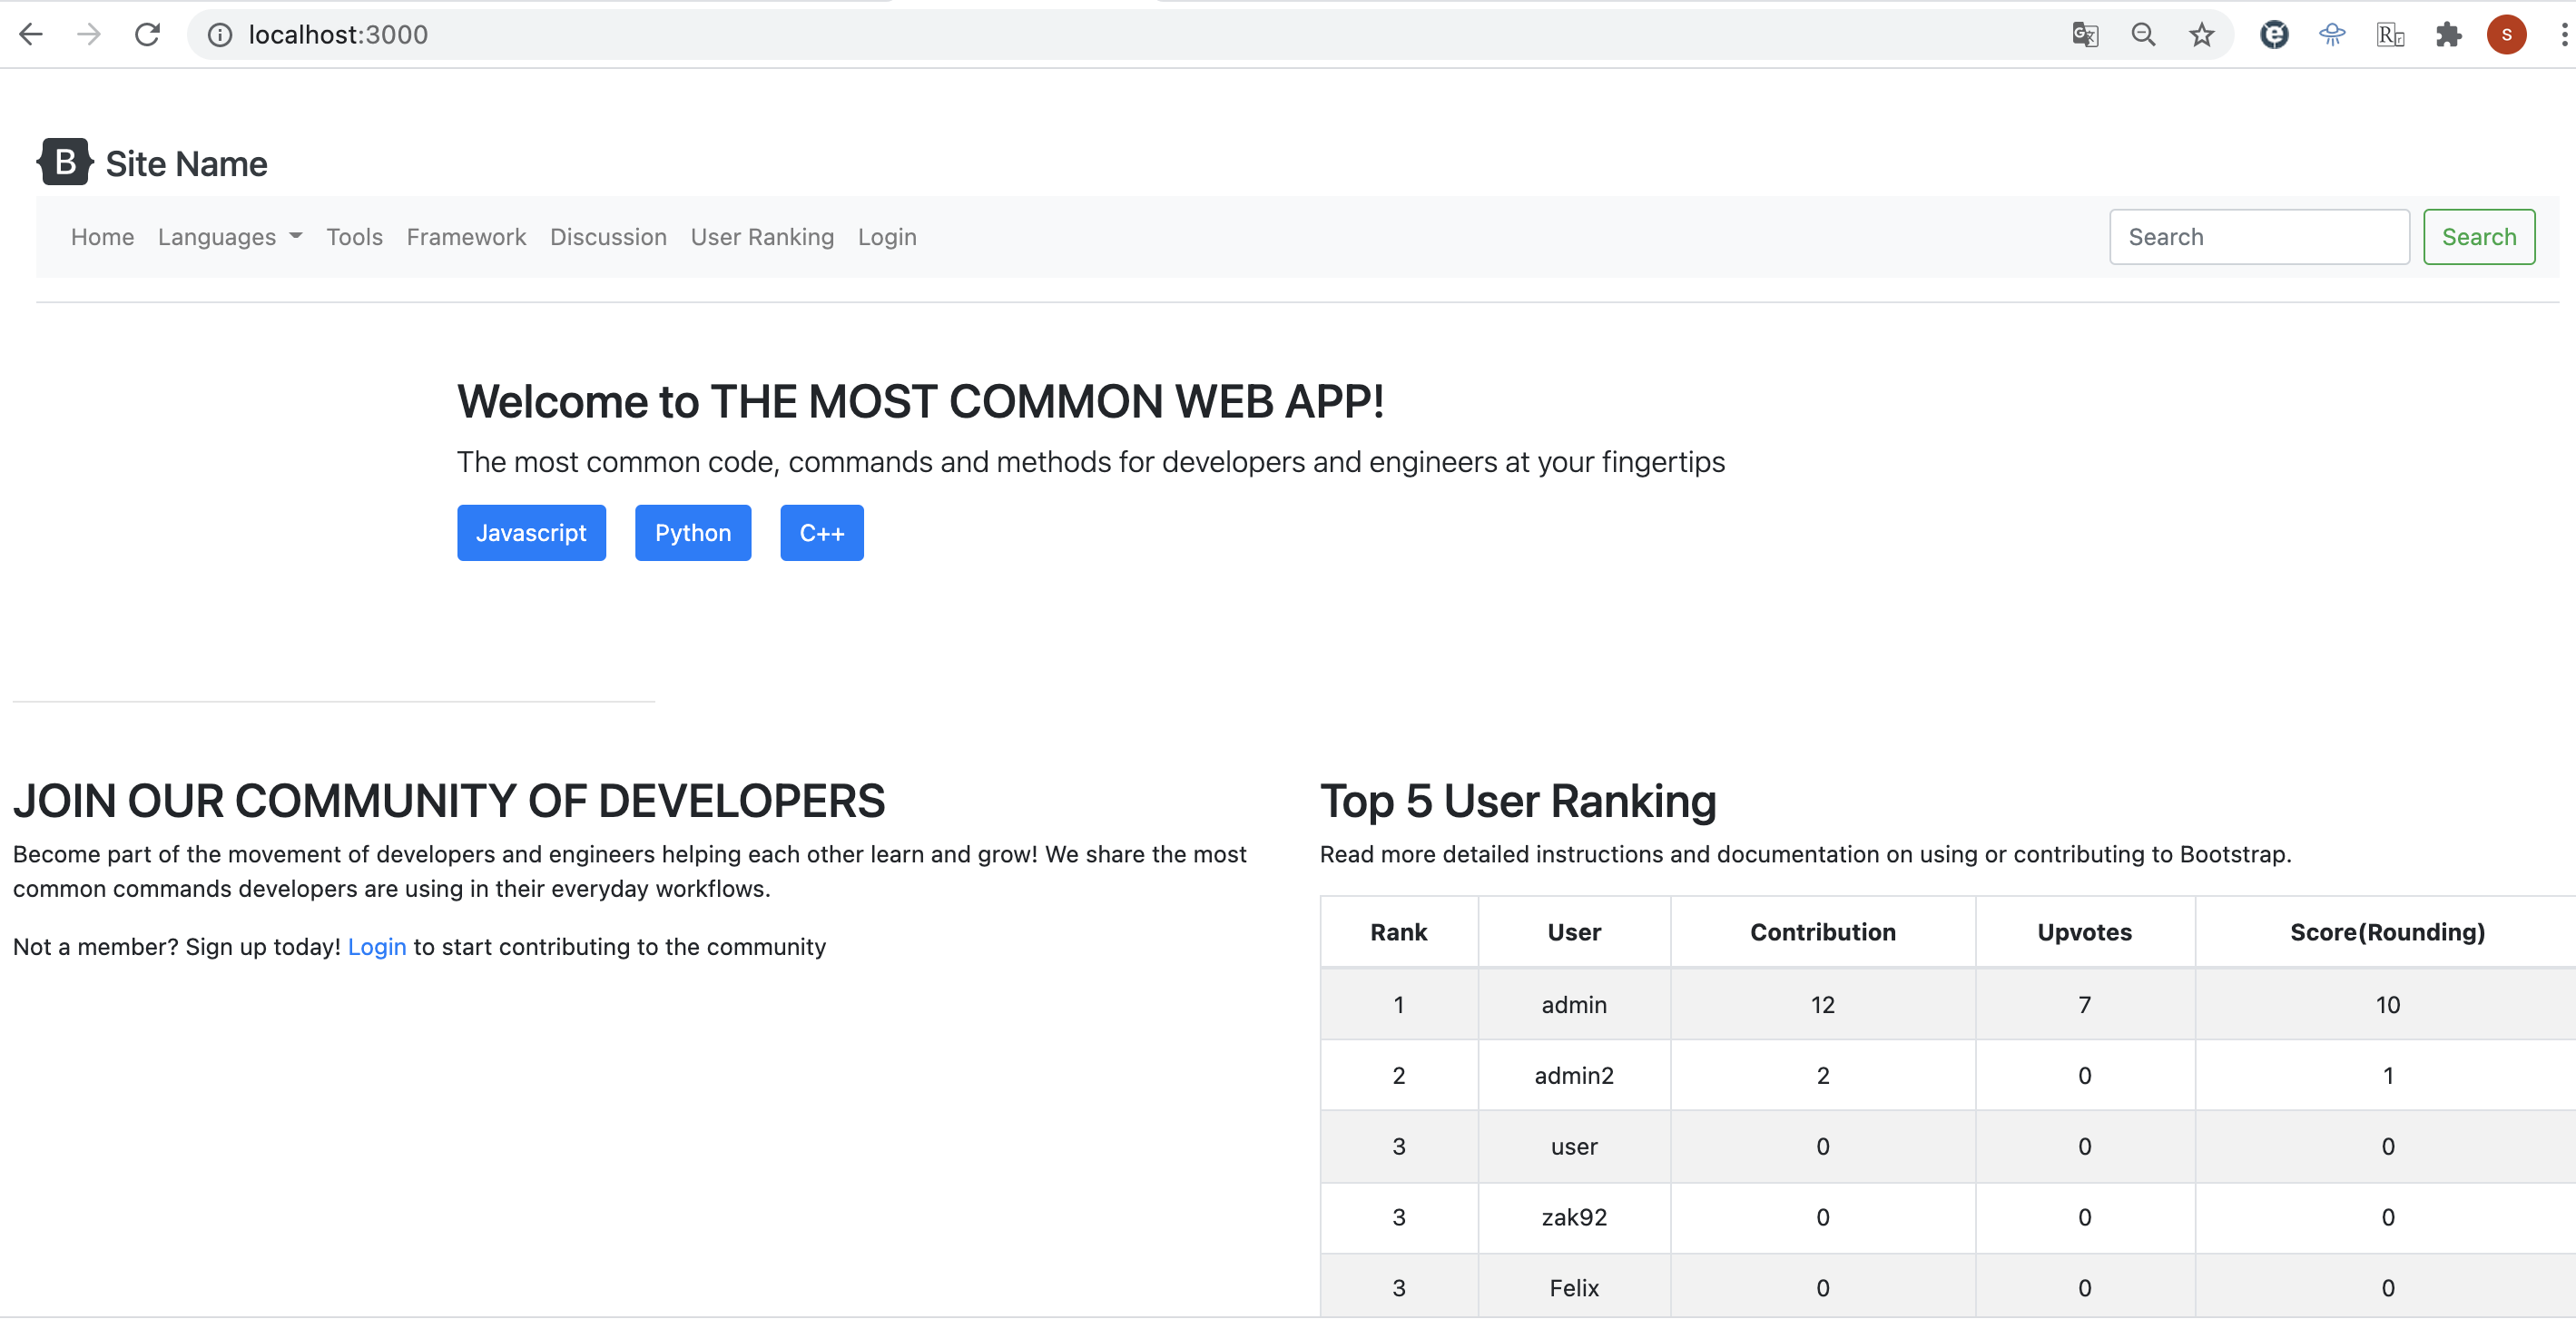 localhost:3000
S
B Site Name
Home Languages Tools Framework Discussion User Ranking Login Search Search
Welcome to THE MOST COMMON WEB APP!
The most common code, commands and methods for developers and engineers at your fingertips
Javascript Python C++
JOIN OUR COMMUNITY OF DEVELOPERS
Become part of the movement of developers and engineers helping each other learn and grow! We share the most
common commands developers are using in their everyday workflows.
Not a member? Sign up today! Login to start contributing to the community
Top 5 User Ranking
Read more detailed instructions and documentation on using or contributing to Bootstrap.
Rank User Contribution Upvotes Score(Rounding)
1 admin 12 7 10
2 admin2 2 0 1
3 user 0 0 0
3 zak92 0 0 0
3 Felix 0 0 0